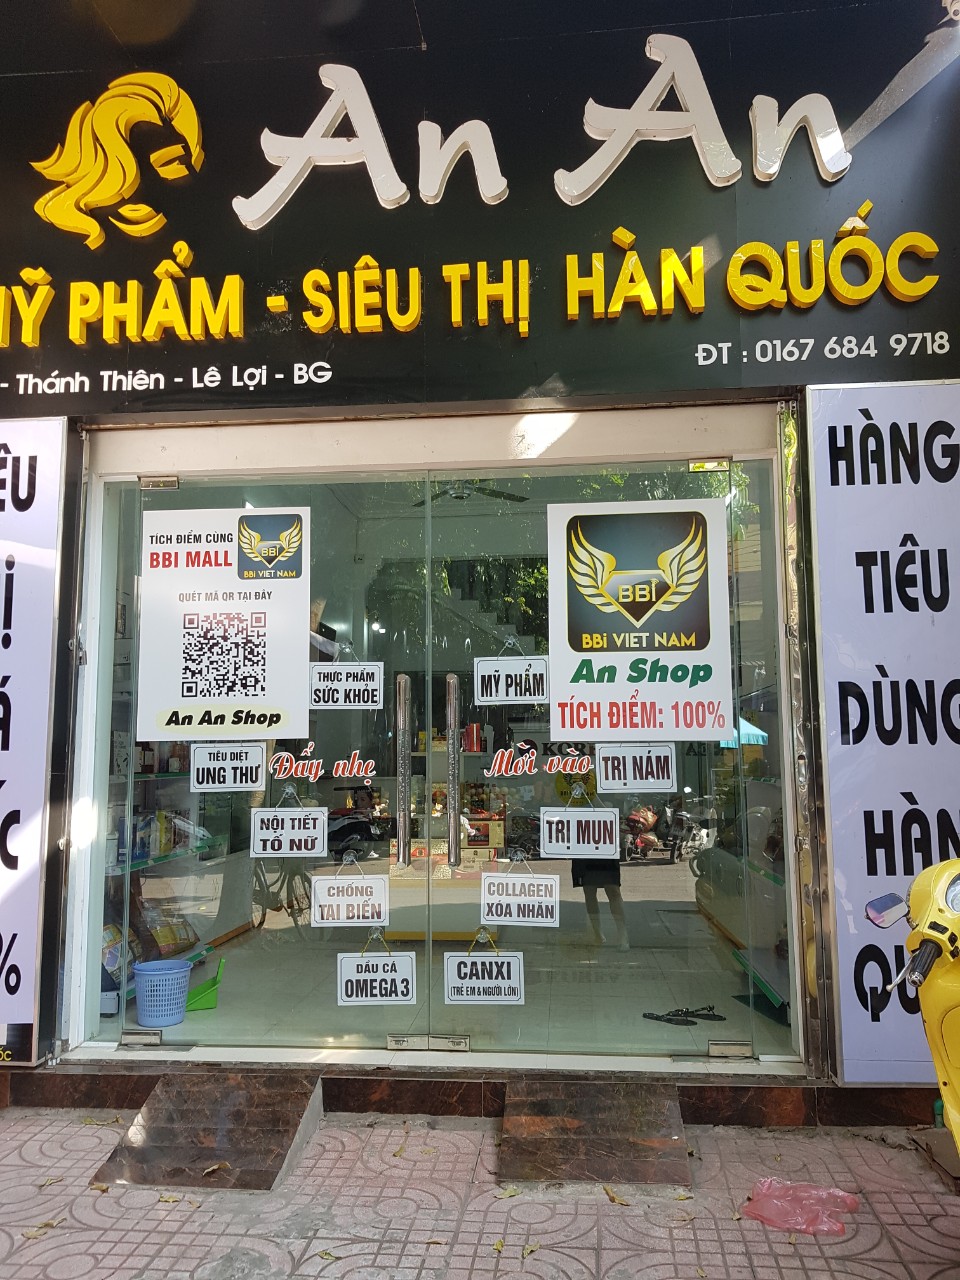 An An
MỸ PHẨM - SIÊU THỊ HÀN QUỐC
- Thánh Thiên - Lê Lợi - BG
ĐT : 0167 684 9718
HÀNG
TIÊU
DÙNG
HÀN
QU
%
TÍCH ĐIỂM CÙNG
BBI MALL
BBI
BBi VIET NAM
QUÉT MÃ QR TẠI ĐÂY
An An Shop
BBI
BBi VIET NAM
An Shop
TÍCH ĐIỂM: 100%
THỰC PHẨM
SỨC KHỎE
MỸ PHẨM
TIÊU DIỆT
UNG THƯ
Đẩy nhẹ
Mời vào
TRỊ NÁM
NỘI TIẾT
TỐ NỮ
TRỊ MỤN
CHỐNG
TAI BIẾN
COLLAGEN
XÓA NHĂN
DẦU CÁ
OMEGA 3
CANXI
(TRẺ EM & NGƯỜI LỚN)